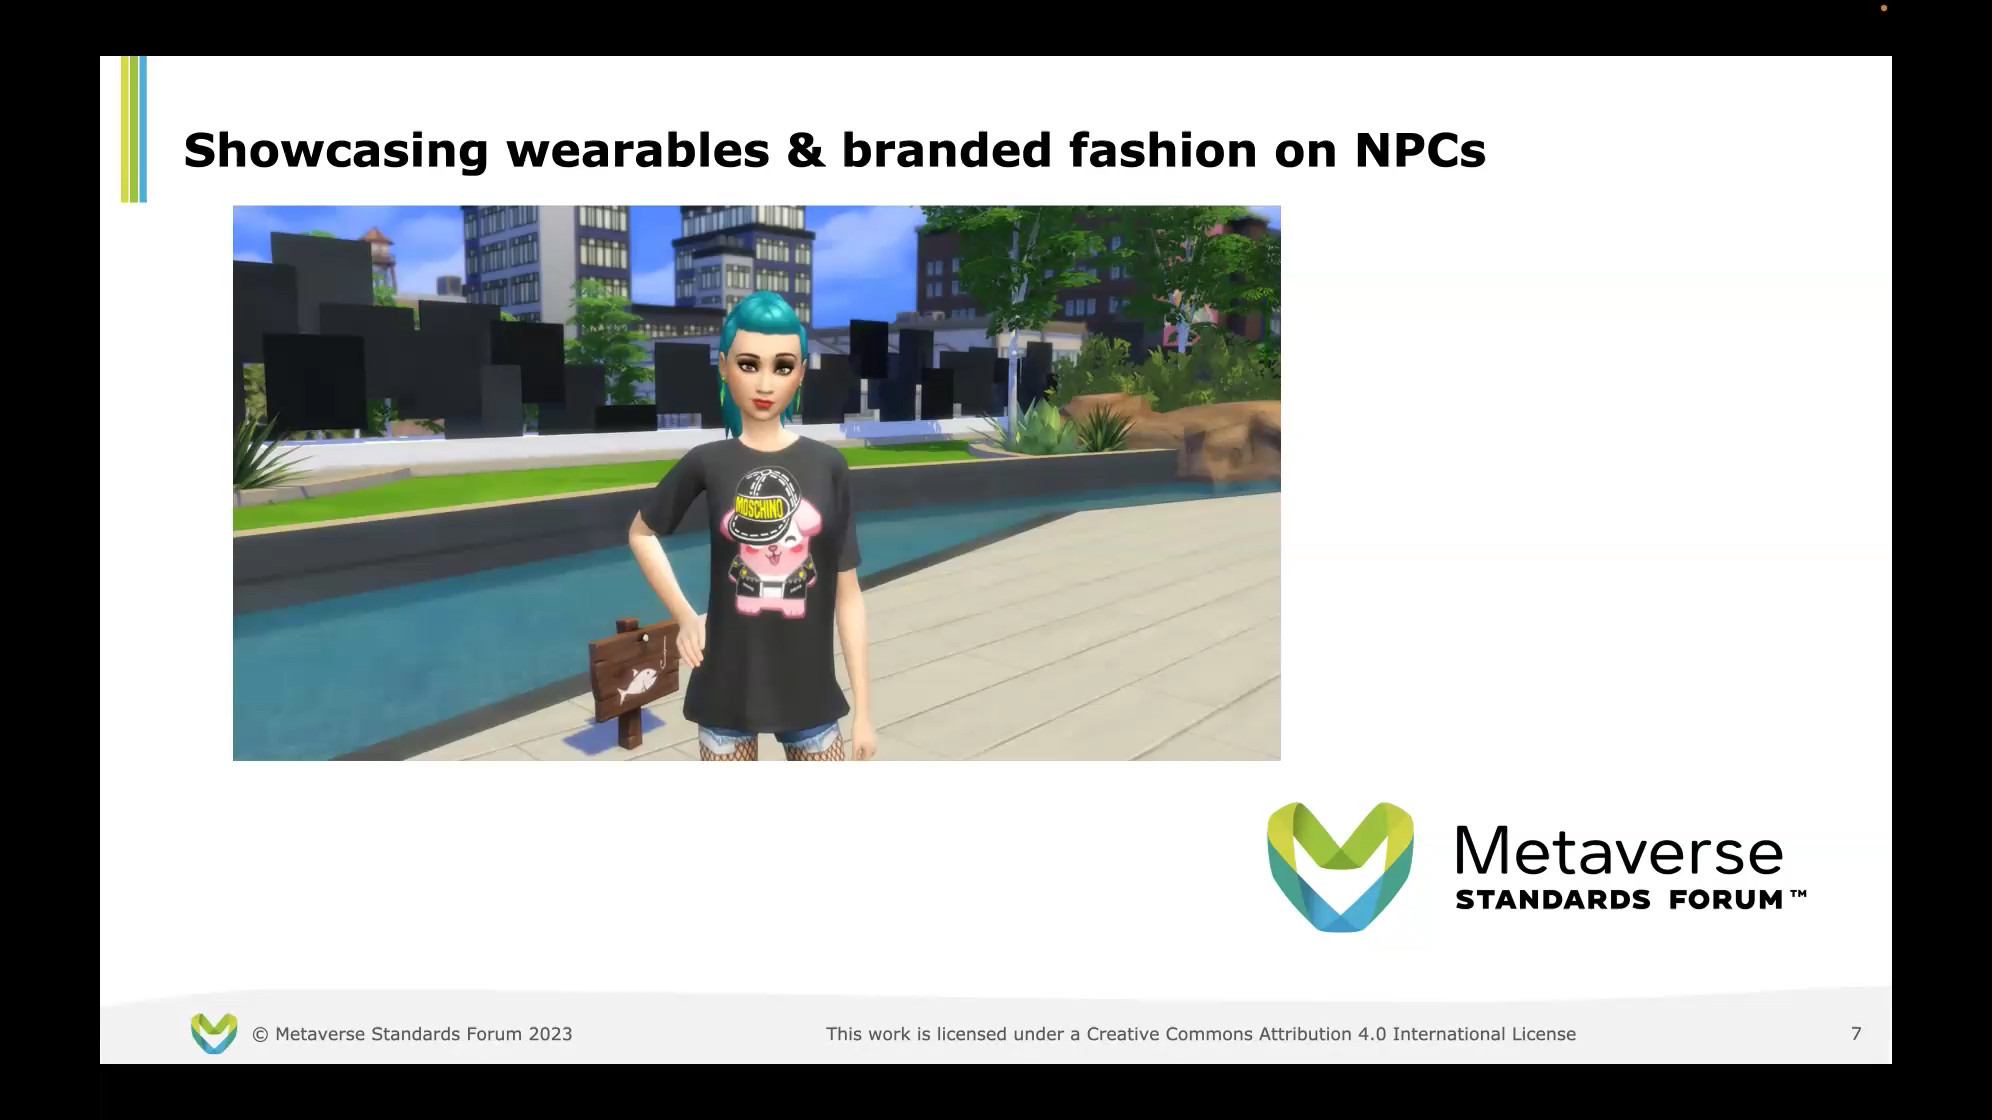 Showcasing wearables & branded fashion on NPCs
MOSCHINO
Metaverse
STANDARDS FORUM™
© Metaverse Standards Forum 2023
This work is licensed under a Creative Commons Attribution 4.0 International License
7